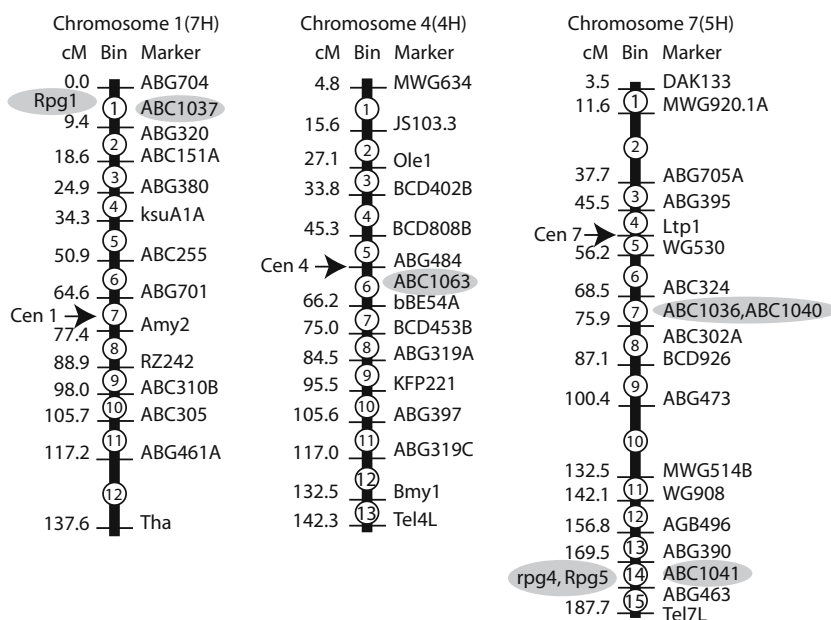 Chromosome 1(7H)
cM Bin Marker
0.0 ABG704
Rpg1 1 ABC1037
9.4 ABG320
2
18.6 ABC151A
3
24.9 ABG380
4
34.3 ksuA1A
5
50.9 ABC255
6
64.6 ABG701
Cen 1 7
77.4 Amy2
8
88.9 RZ242
9
98.0 ABC310B
10
105.7 ABC305
11
117.2 ABG461A
12
137.6 Tha
Chromosome 4(4H)
cM Bin Marker
4.8 MWG634
1
15.6 JS103.3
2
27.1 Ole1
3
33.8 BCD402B
4
45.3 BCD808B
5
ABG484
Cen 4
6 ABC1063
66.2 bBE54A
7
75.0 BCD453B
8
84.5 ABG319A
9
95.5 KFP221
10
105.6 ABG397
11
117.0 ABG319C
12
132.5 Bmy1
13
142.3 Tel4L
Chromosome 7(5H)
cM Bin Marker
3.5 DAK133
1
11.6 MWG920.1A
2
37.7 ABG705A
3
45.5 ABG395
4
Cen 7 Ltp1
5
56.2 WG530
6
68.5 ABC324
7 ABC1036,ABC1040
75.9 ABC302A
8
87.1 BCD926
9
100.4 ABG473
10
132.5 MWG514B
11
142.1 WG908
12
156.8 AGB496
13
169.5 ABG390
rpg4, Rpg5 14 ABC1041
ABG463
15
187.7 Tel7L